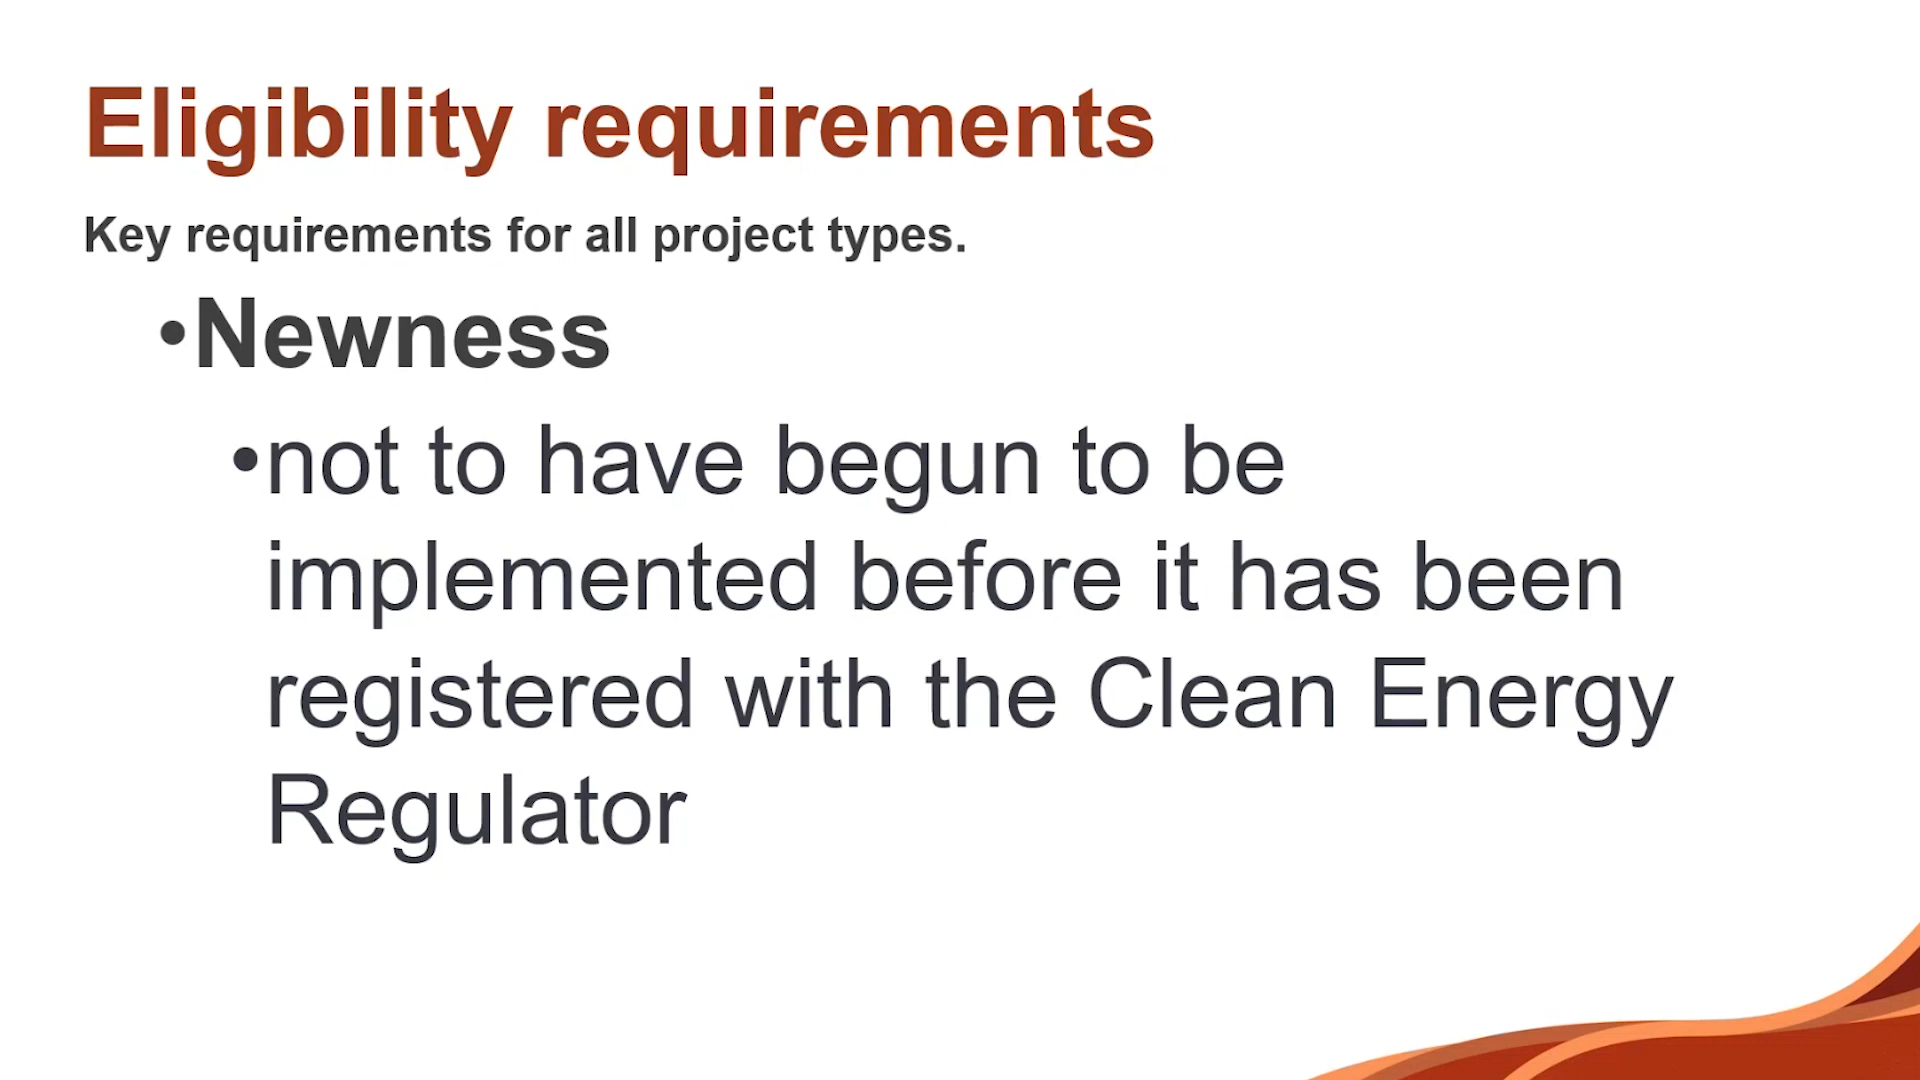 Eligibility requirements
Key requirements for all project types.
•Newness
•not to have begun to be
implemented before it has been
registered with the Clean Energy
Regulator